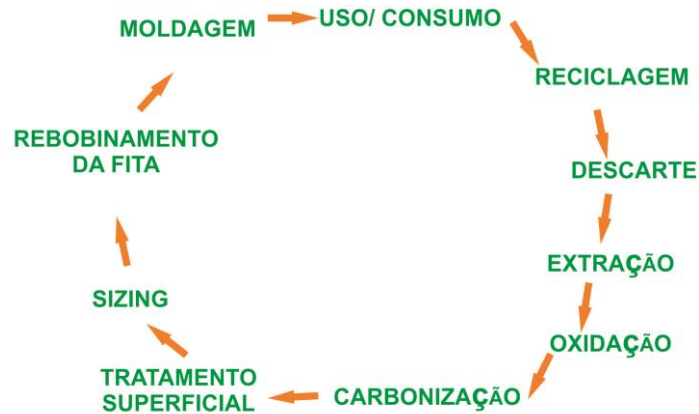 MOLDAGEM
USO/ CONSUMO
RECICLAGEM
DESCARTE
EXTRAÇÃO
OXIDAÇÃO
CARBONIZAÇÃO
TRATAMENTO
SUPERFICIAL
SIZING
REBOBINAMENTO
DA FITA